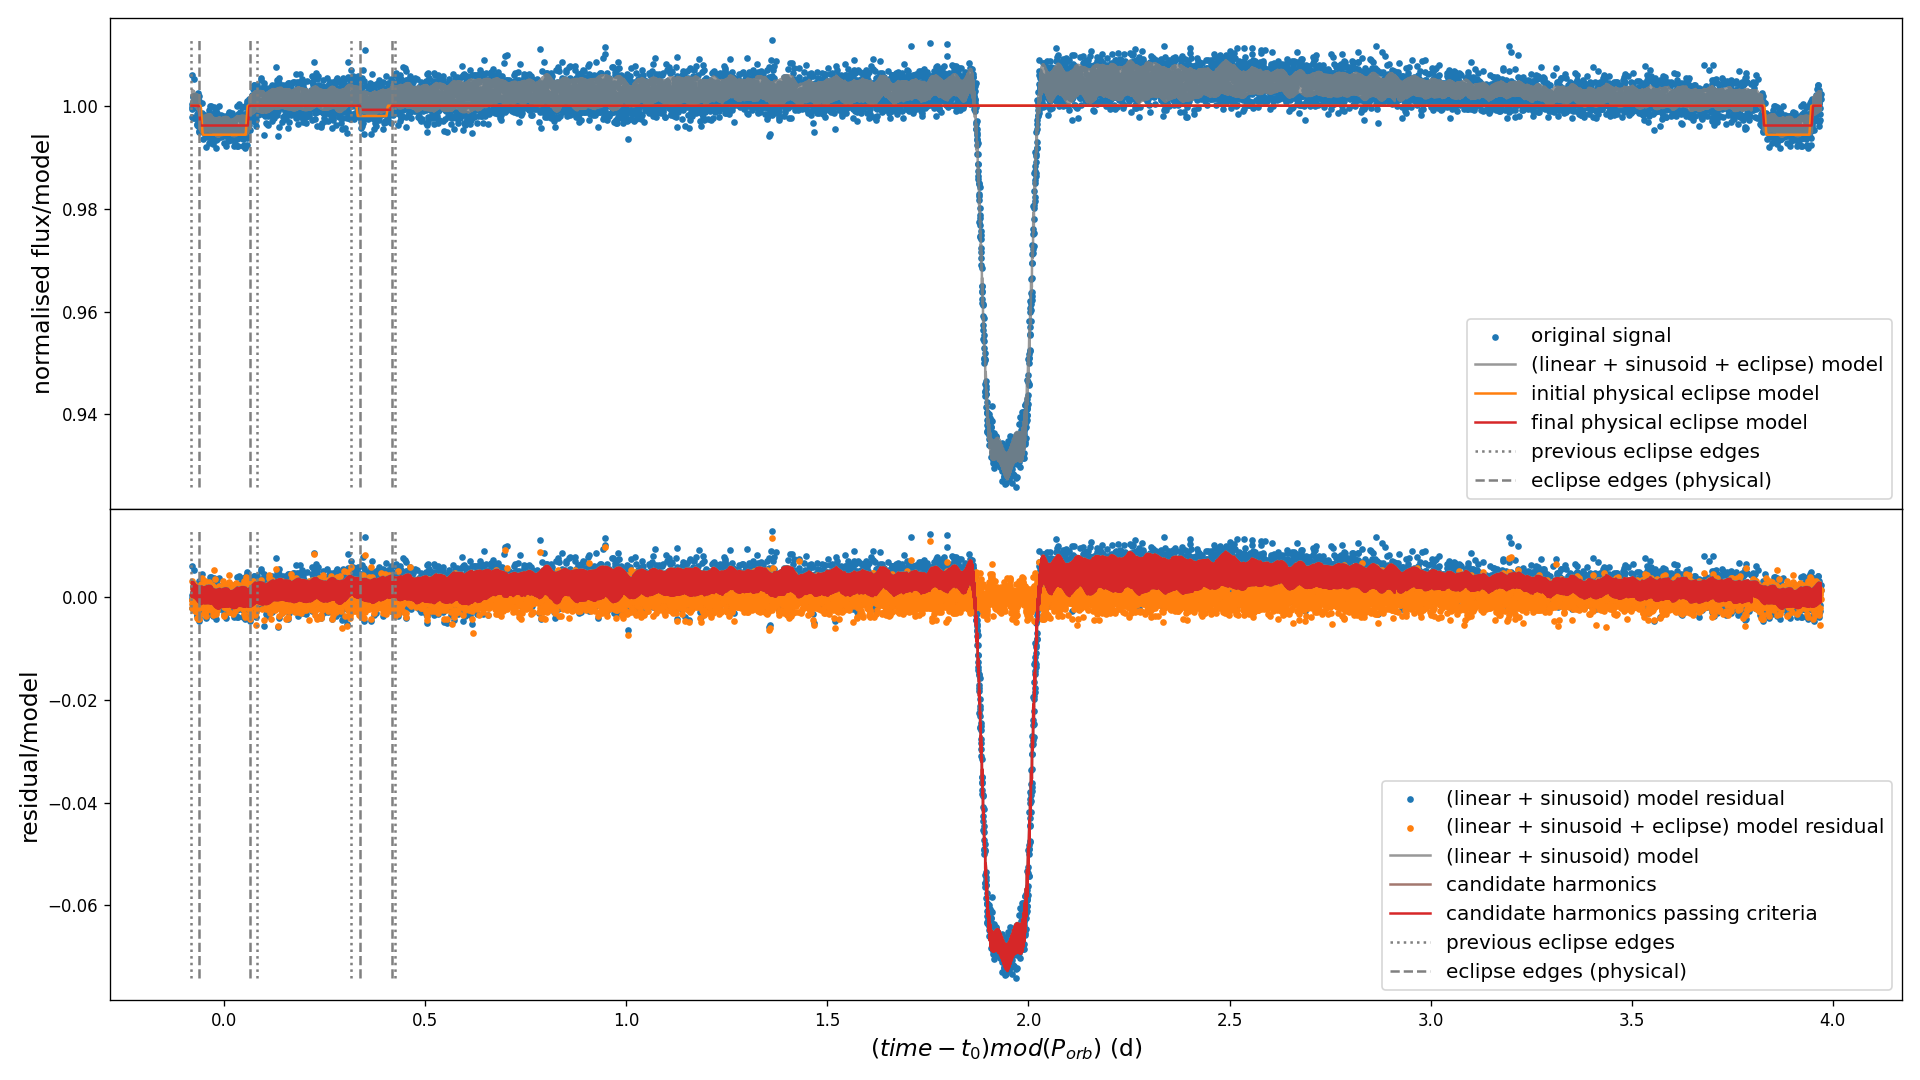 normalised flux/model
1.00
0.98
0.96
0.94
original signal
(linear + sinusoid + eclipse) model
initial physical eclipse model
final physical eclipse model
previous eclipse edges
eclipse edges (physical)
residual/model
0.00
−0.02
−0.04
−0.06
(linear + sinusoid) model residual
(linear + sinusoid + eclipse) model residual
(linear + sinusoid) model
candidate harmonics
candidate harmonics passing criteria
previous eclipse edges
eclipse edges (physical)
0.0 0.5 1.0 1.5 2.0 2.5 3.0 3.5 4.0
(time − t₀)mod(Pₒᵣb) (d)